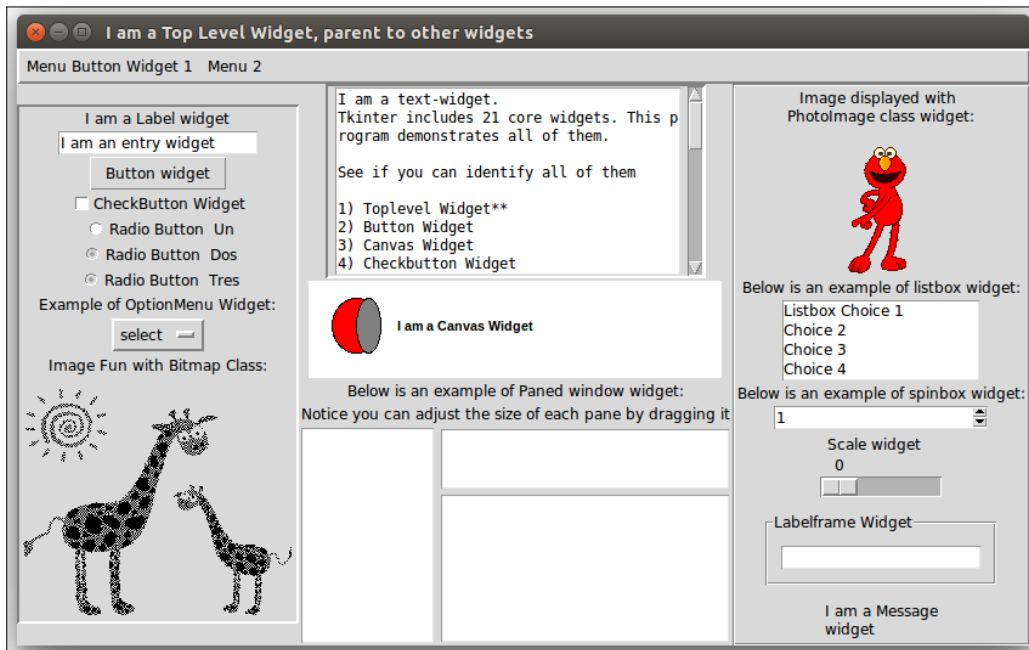 I am a Top Level Widget, parent to other widgets
Menu Button Widget 1 Menu 2
I am a Label widget
I am an entry widget
Button widget
CheckButton Widget
Radio Button Un
Radio Button Dos
Radio Button Tres
Example of OptionMenu Widget:
select
Image Fun with Bitmap Class:
I am a text-widget.
Tkinter includes 21 core widgets. This p
rogram demonstrates all of them.
See if you can identify all of them
1) Toplevel Widget**
2) Button Widget
3) Canvas Widget
4) Checkbutton Widget
I am a Canvas Widget
Below is an example of Paned window widget:
Notice you can adjust the size of each pane by dragging it
Image displayed with
PhotoImage class widget:
Below is an example of listbox widget:
Listbox Choice 1
Choice 2
Choice 3
Choice 4
Below is an example of spinbox widget:
1
Scale widget
0
Labelframe Widget
I am a Message
widget